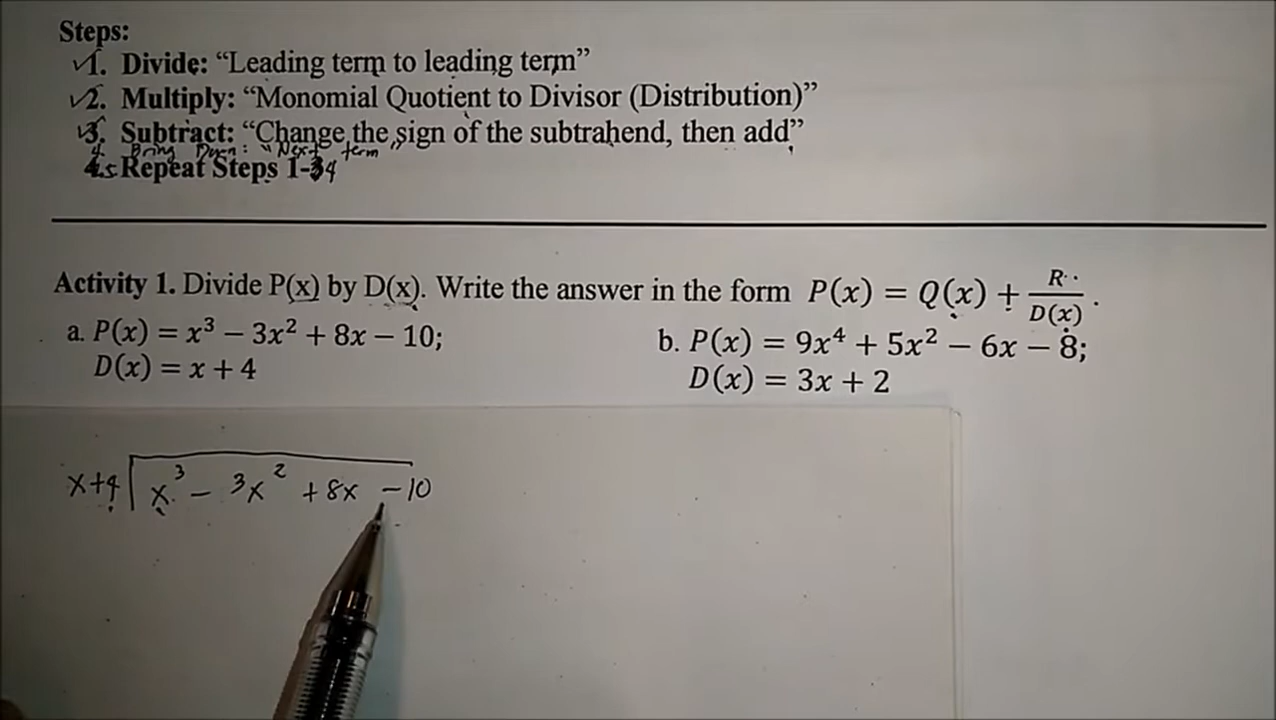 Steps:
1. Divide: “Leading term to leading term”
2. Multiply: “Monomial Quotient to Divisor (Distribution)”
3. Subtract: “Change the sign of the subtrahend, then add”
4. Bring Down: "Next term"
5 Repeat Steps 1-4
Activity 1. Divide P(x) by D(x). Write the answer in the form P(x) = Q(x) + R/D(x).
a. P(x) = x³ − 3x² + 8x − 10;
D(x) = x + 4
b. P(x) = 9x⁴ + 5x² − 6x − 8;
D(x) = 3x + 2
x+4 x³ − 3x² + 8x − 10